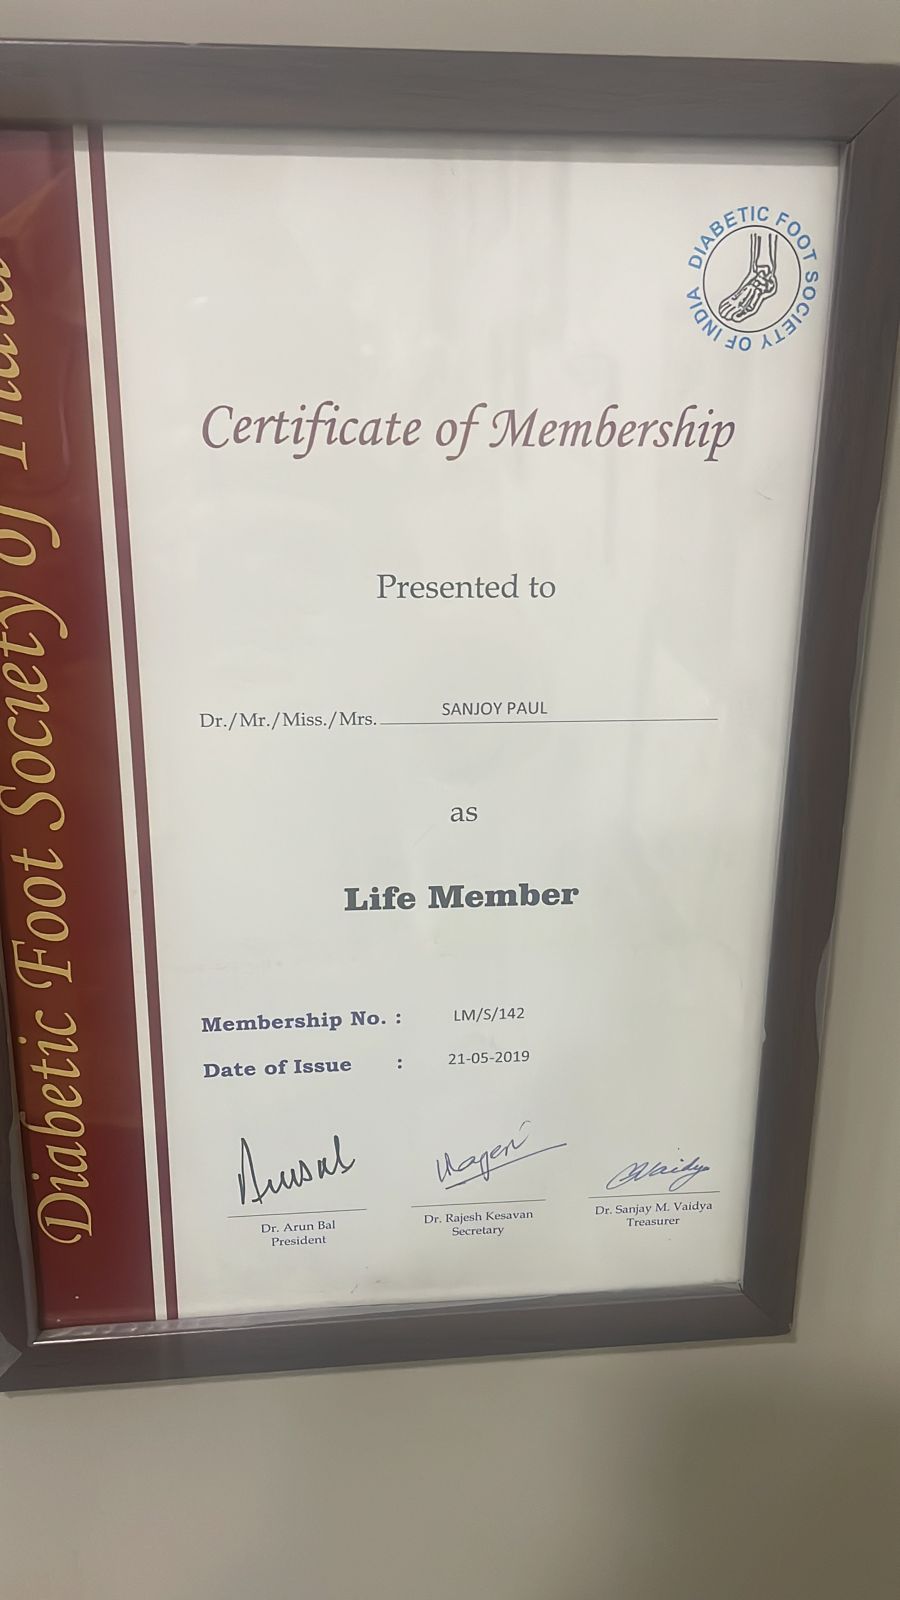 Diabetic Foot Society of India
DIABETIC FOOT SOCIETY OF INDIA
Certificate of Membership
Presented to
Dr./Mr./Miss./Mrs. SANJOY PAUL
as
Life Member
Membership No. : LM/S/142
Date of Issue : 21-05-2019
Dr. Arun Bal
President
Dr. Rajesh Kesavan
Secretary
Dr. Sanjay M. Vaidya
Treasurer